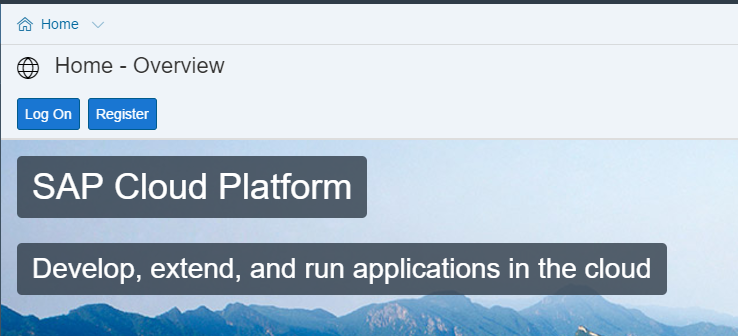 Home
Home - Overview
Log On Register
SAP Cloud Platform
Develop, extend, and run applications in the cloud